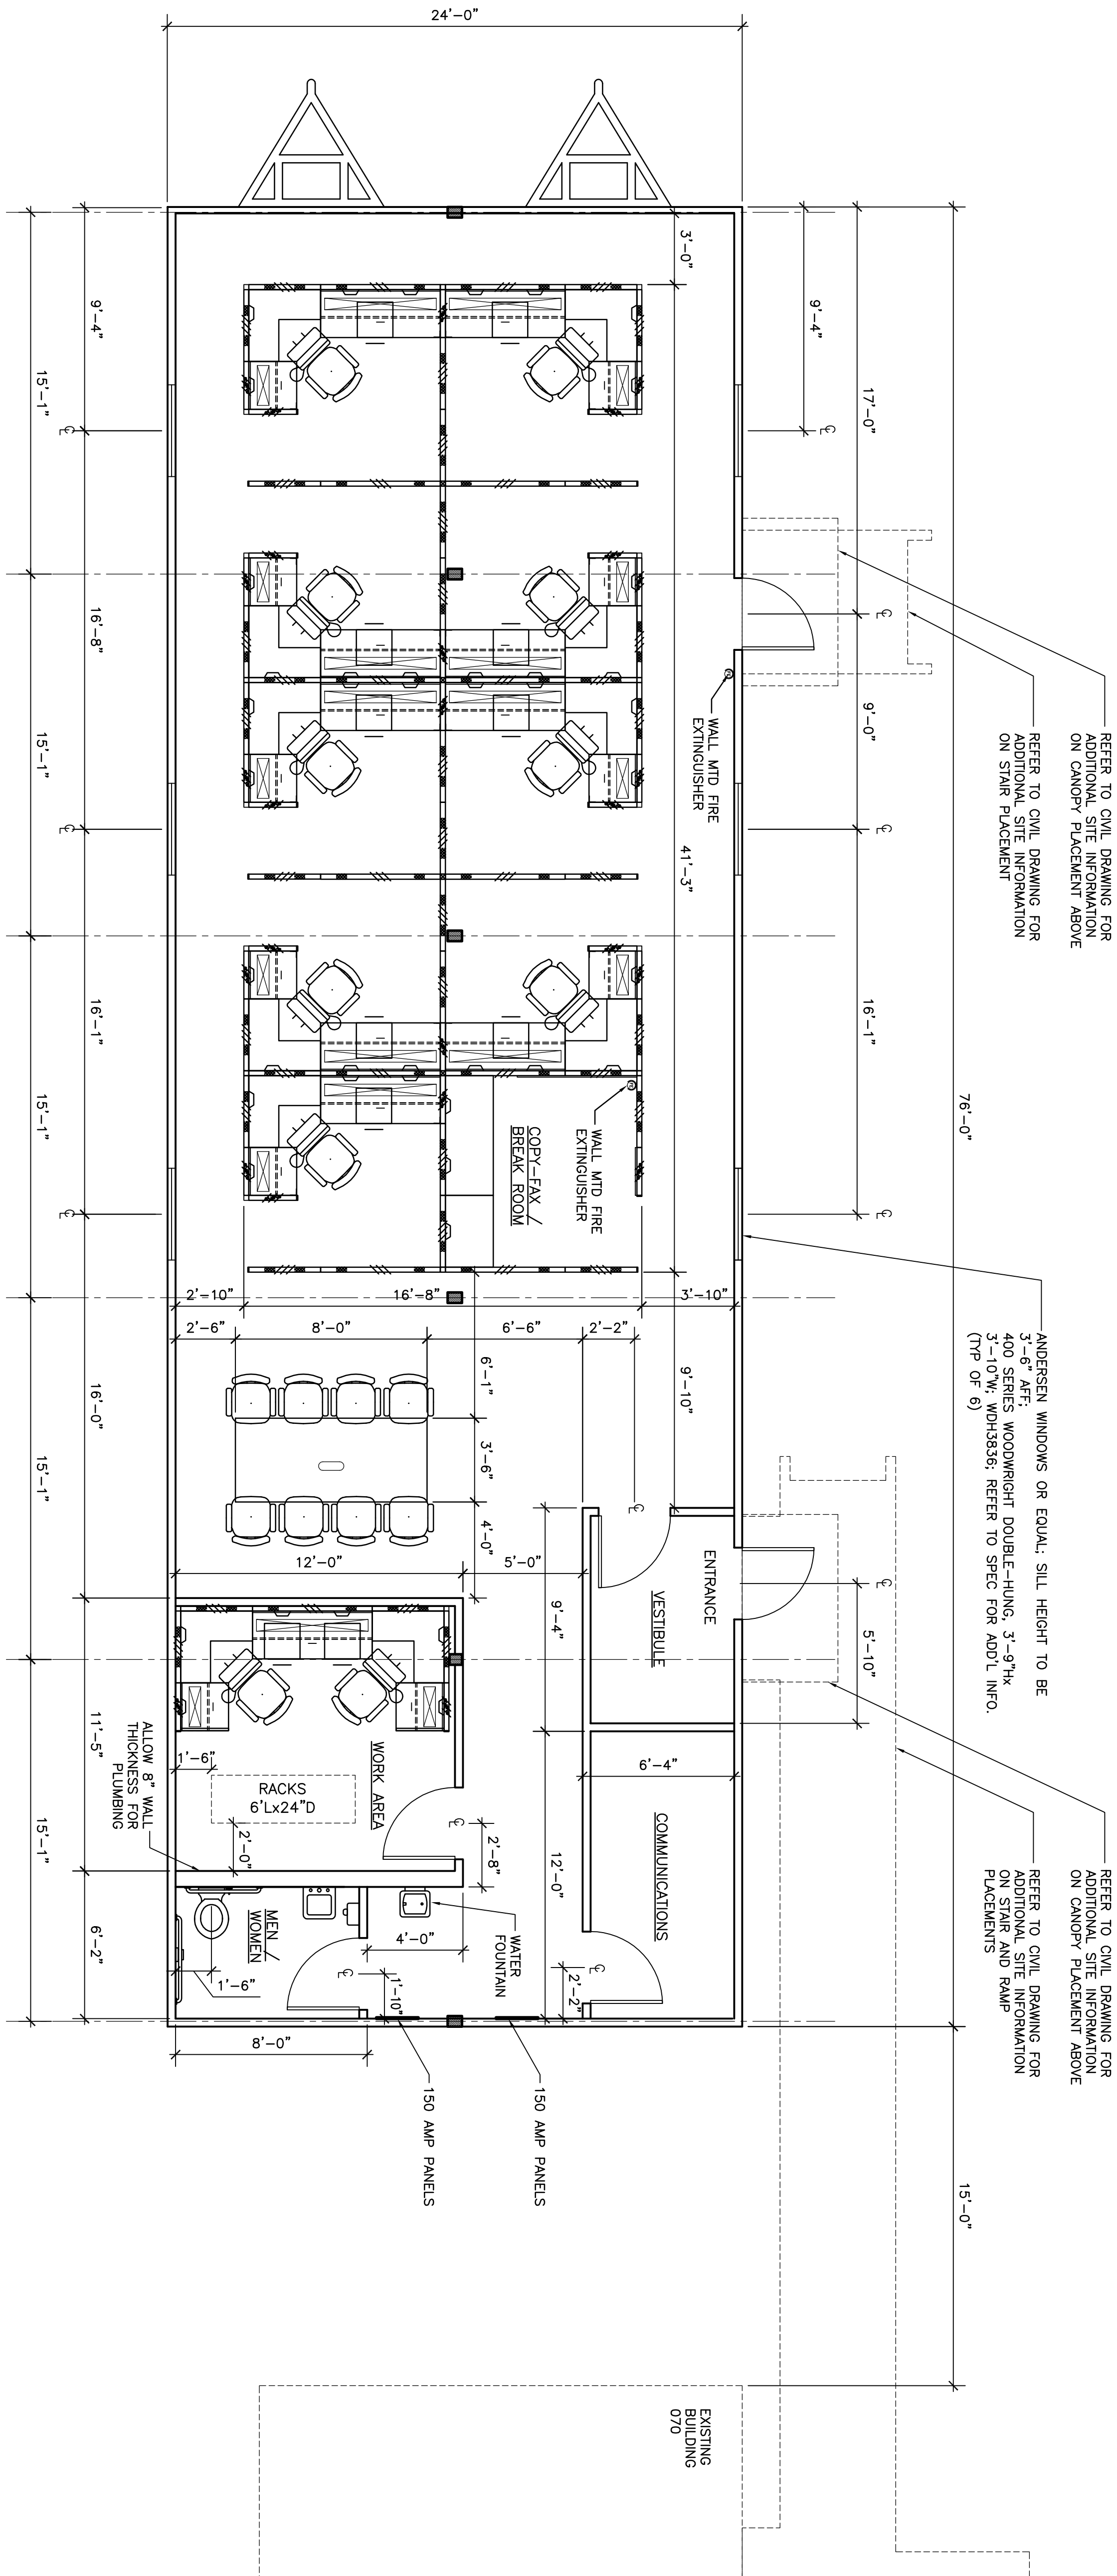 REFER TO CIVIL DRAWING FOR
ADDITIONAL SITE INFORMATION
ON CANOPY PLACEMENT ABOVE
REFER TO CIVIL DRAWING FOR
ADDITIONAL SITE INFORMATION
ON STAIR PLACEMENT
ANDERSEN WINDOWS OR EQUAL; SILL HEIGHT TO BE
3'-6" AFF;
400 SERIES WOODWRIGHT DOUBLE-HUNG, 3'-9"Hx
3'-10"W; WDH3836; REFER TO SPEC FOR ADD'L INFO.
(TYP OF 6)
REFER TO CIVIL DRAWING FOR
ADDITIONAL SITE INFORMATION
ON CANOPY PLACEMENT ABOVE
REFER TO CIVIL DRAWING FOR
ADDITIONAL SITE INFORMATION
ON STAIR AND RAMP
PLACEMENTS
76'-0"
15'-0"
17'-0"
9'-0"
16'-1"
5'-10"
9'-4"
24'-0"
3'-0"
41'-3"
9'-10"
WALL MTD FIRE
EXTINGUISHER
FE
WALL MTD FIRE
EXTINGUISHER
FE
COPY-FAX /
BREAK ROOM
2'-10"
16'-8"
3'-10"
2'-6"
8'-0"
6'-6"
2'-2"
6'-1"
3'-6"
4'-0"
12'-0"
5'-0"
ENTRANCE
VESTIBULE
9'-4"
12'-0"
6'-4"
COMMUNICATIONS
2'-2"
WORK AREA
RACKS
6'Lx24"D
1'-6"
2'-0"
2'-8"
WATER
FOUNTAIN
4'-0"
MEN /
WOMEN
1'-6"
1'-10"
8'-0"
150 AMP PANELS
150 AMP PANELS
ALLOW 8" WALL
THICKNESS FOR
PLUMBING
EXISTING
BUILDING
070
9'-4"
16'-8"
16'-1"
16'-0"
11'-5"
6'-2"
15'-1"
15'-1"
15'-1"
15'-1"
15'-1"